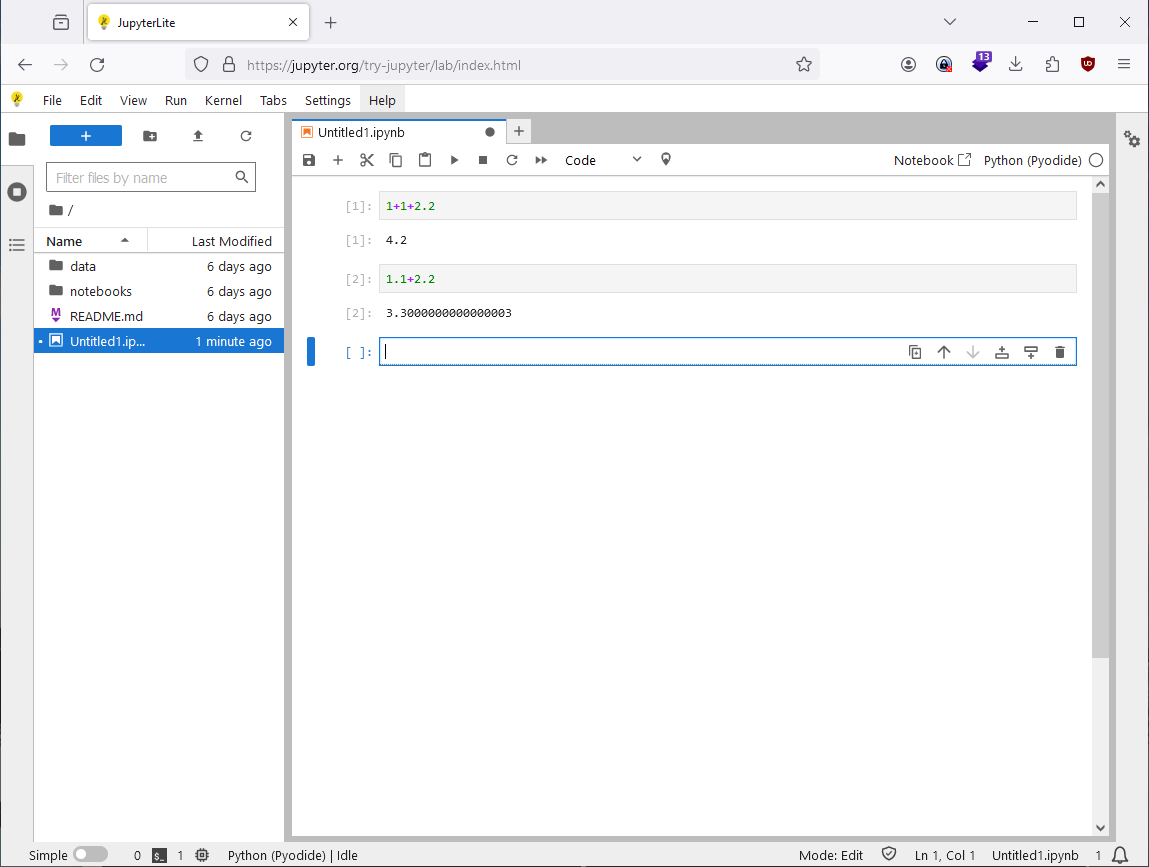 JupyterLite
https://jupyter.org/try-jupyter/lab/index.html
13
File Edit View Run Kernel Tabs Settings Help
+
Filter files by name
/
Name Last Modified
data 6 days ago
notebooks 6 days ago
README.md 6 days ago
Untitled1.ip... 1 minute ago
Untitled1.ipynb
Code
Notebook Python (Pyodide)
[1]: 1+1+2.2
[1]: 4.2
[2]: 1.1+2.2
[2]: 3.3000000000000003
[ ]:
Simple 0 $_ 1 Python (Pyodide) | Idle Mode: Edit Ln 1, Col 1 Untitled1.ipynb 1